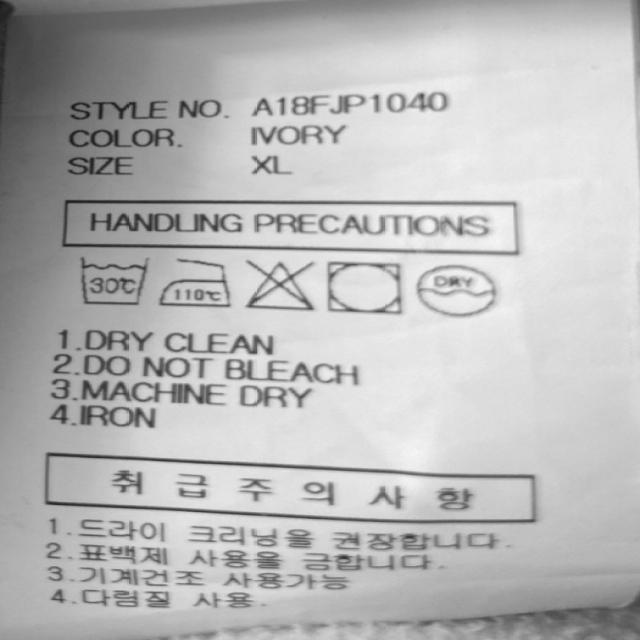 STYLE NO. A18FJP1040
COLOR. IVORY
SIZE XL
HANDLING PRECAUTIONS
30℃ 110℃ DRY
1.DRY CLEAN
2.DO NOT BLEACH
3.MACHINE DRY
4.IRON
취급주의사항
1.드라이 크리닝을 권장합니다.
2.표백제 사용을 금합니다.
3.기계건조 사용가능
4.다림질 사용.